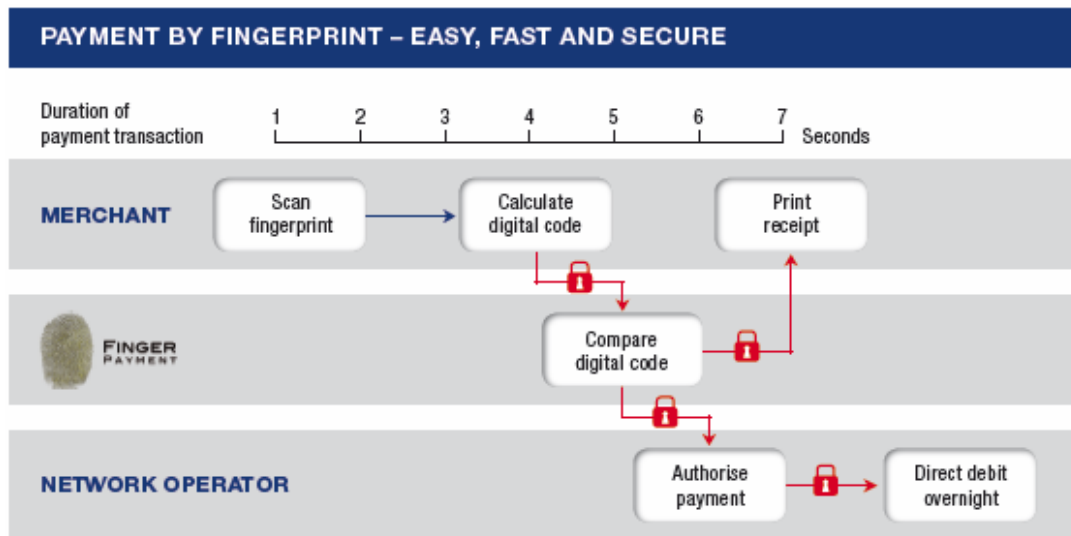 PAYMENT BY FINGERPRINT – EASY, FAST AND SECURE
Duration of
payment transaction
1 2 3 4 5 6 7
Seconds
MERCHANT
Scan
fingerprint
Calculate
digital code
Print
receipt
FINGER
PAYMENT
Compare
digital code
NETWORK OPERATOR
Authorise
payment
Direct debit
overnight